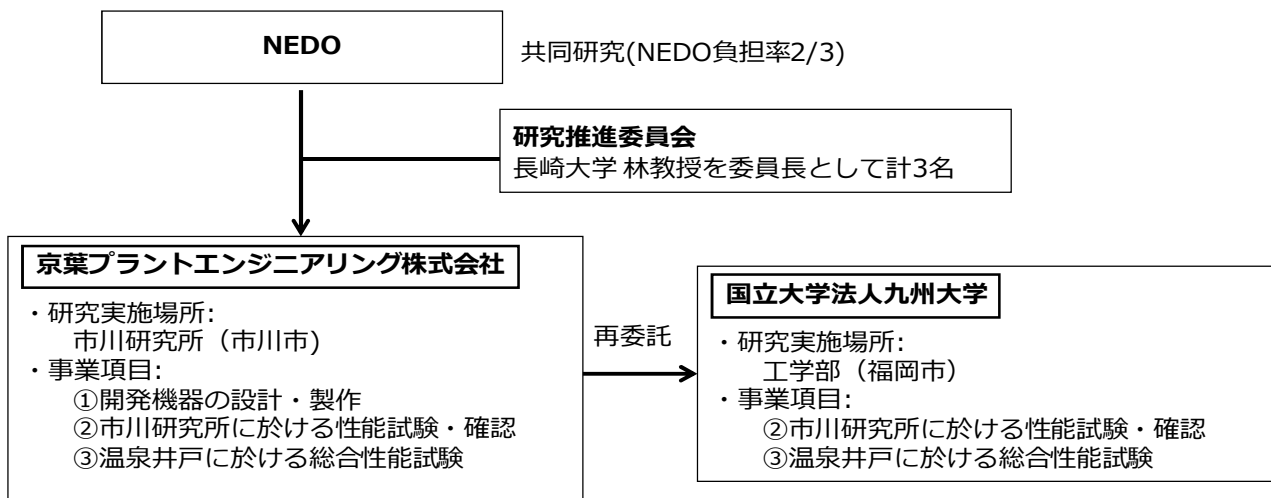 NEDO
共同研究(NEDO負担率2/3)
研究推進委員会
長崎大学 林教授を委員長として計3名
京葉プラントエンジニアリング株式会社
・研究実施場所:
市川研究所（市川市)
・事業項目:
①開発機器の設計・製作
②市川研究所に於ける性能試験・確認
③温泉井戸に於ける総合性能試験
再委託
国立大学法人九州大学
・研究実施場所:
工学部（福岡市）
・事業項目:
②市川研究所に於ける性能試験・確認
③温泉井戸に於ける総合性能試験